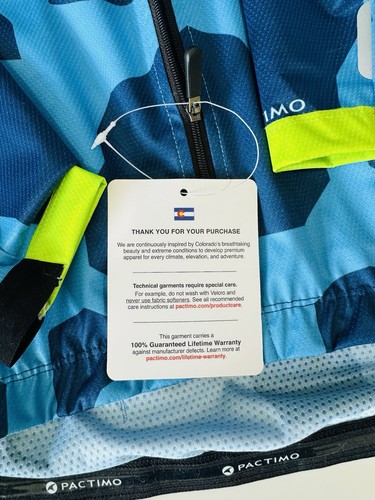 IMO
THANK YOU FOR YOUR PURCHASE
We are continuously inspired by Colorado's breathtaking
beauty and extreme conditions to develop premium
apparel for every climate, elevation, and adventure.
Technical garments require special care.
For example, do not wash with Velcro and
never use fabric softeners. See all recommended
care instructions at pactimo.com/productcare.
This garment carries a
100% Guaranteed Lifetime Warranty
against manufacturer defects. Learn more at
pactimo.com/lifetime-warranty.
PACTIMO
PACTIMO